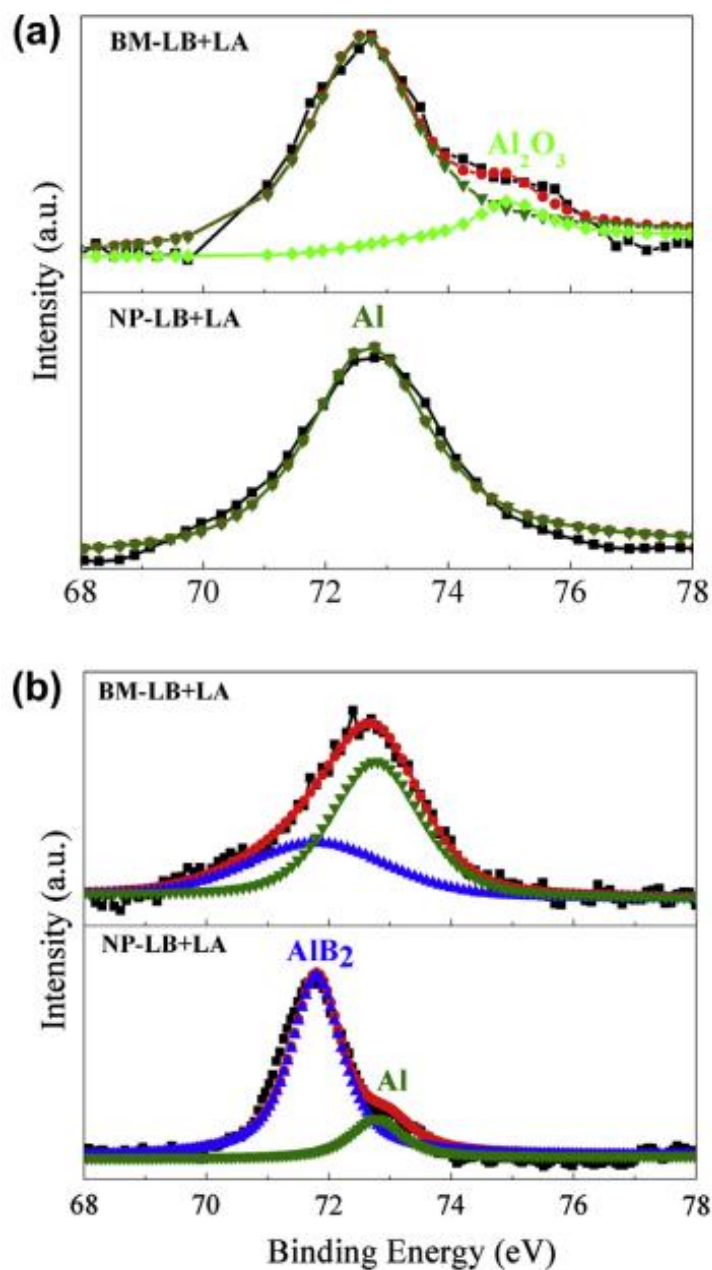 (a)
BM-LB+LA
Al₂O₃
NP-LB+LA
Al
Intensity (a.u.)
68 70 72 74 76 78
(b)
BM-LB+LA
NP-LB+LA
AlB₂
Al
Intensity (a.u.)
68 70 72 74 76 78
Binding Energy (eV)